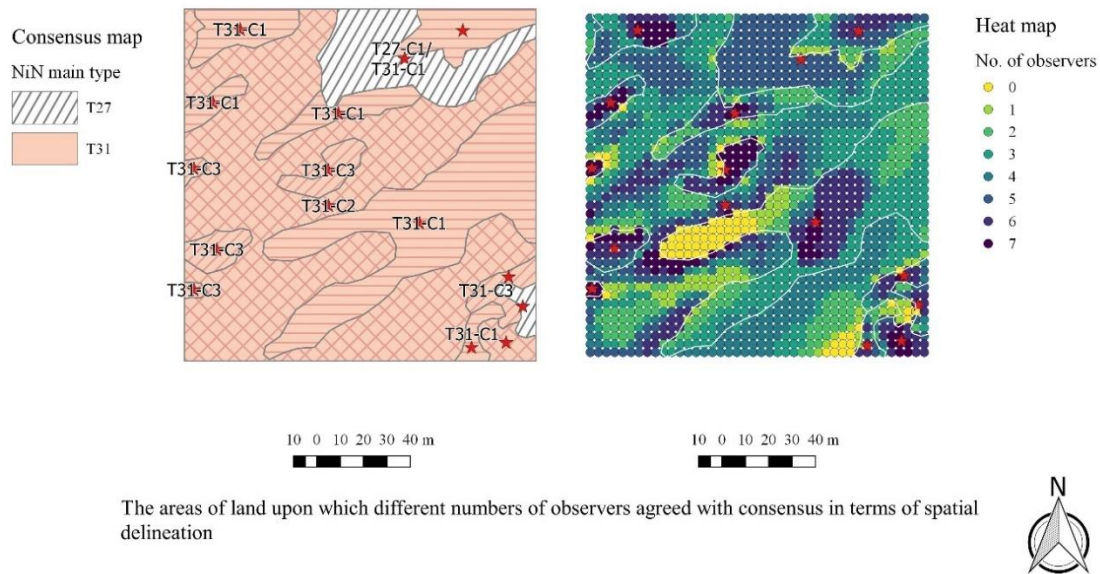 Consensus map
NiN main type
T27
T31
T31-C1
T27-C1/
T31-C1
T31-C1
T31-C1
T31-C3
T31-C3
T31-C2
T31-C1
T31-C3
T31-C3
T31-C3
T31-C1
Heat map
No. of observers
0
1
2
3
4
5
6
7
10 0 10 20 30 40 m
10 0 10 20 30 40 m
The areas of land upon which different numbers of observers agreed with consensus in terms of spatial
delineation
N